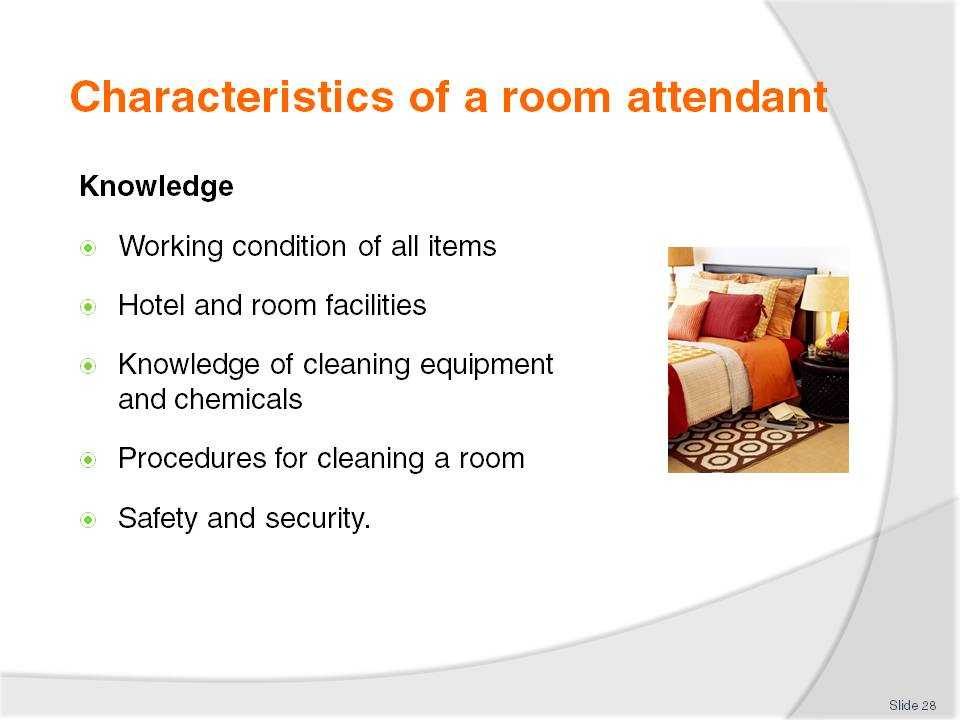 Characteristics of a room attendant
Knowledge
Working condition of all items
Hotel and room facilities
Knowledge of cleaning equipment
and chemicals
Procedures for cleaning a room
Safety and security.
Slide 28